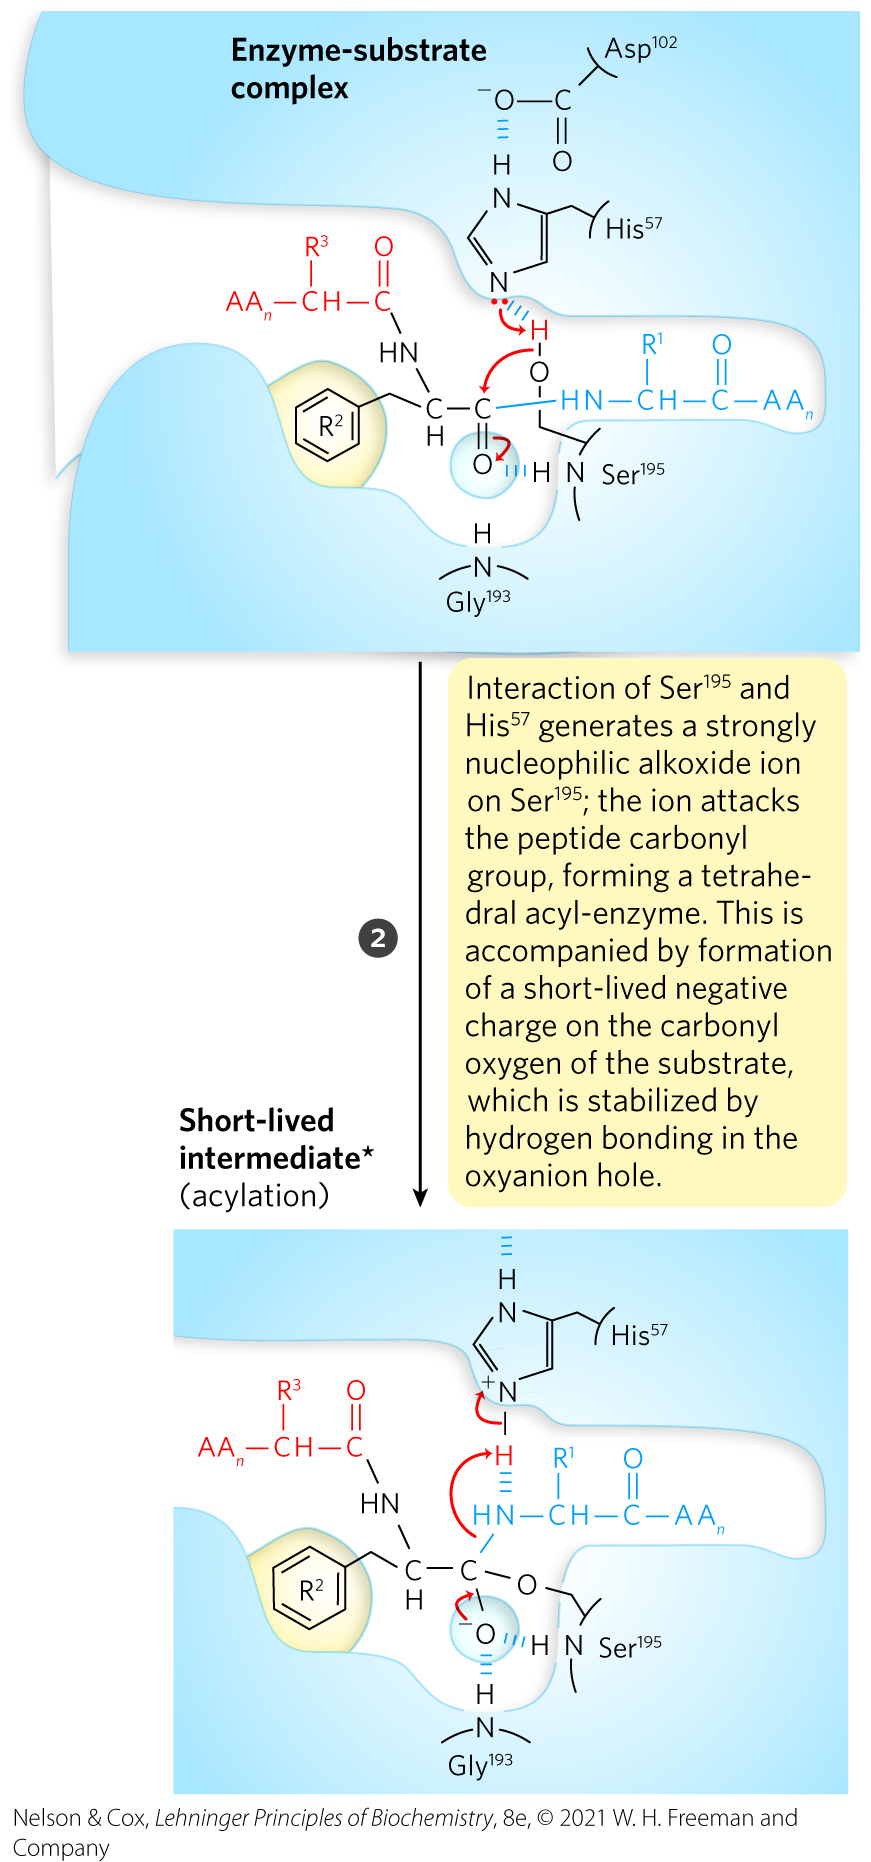 Enzyme-substrate
complex
Asp102
−O C
O
H
N
His57
N
R3 O
AAn CH C
H
HN
R1 O
O
R2
C C HN CH C AAn
H
O H N Ser195
H
N
Gly193
Interaction of Ser195 and
His57 generates a strongly
nucleophilic alkoxide ion
on Ser195; the ion attacks
the peptide carbonyl
group, forming a tetrahe-
dral acyl-enzyme. This is
2
accompanied by formation
of a short-lived negative
charge on the carbonyl
oxygen of the substrate,
which is stabilized by
hydrogen bonding in the
oxyanion hole.
Short-lived
intermediate*
(acylation)
H
N
His57
+N
R3 O
AAn CH C
H
R1 O
HN
HN CH C AAn
R2
C C O
H
−O H N Ser195
H
N
Gly193
Nelson & Cox, Lehninger Principles of Biochemistry, 8e, © 2021 W. H. Freeman and
Company